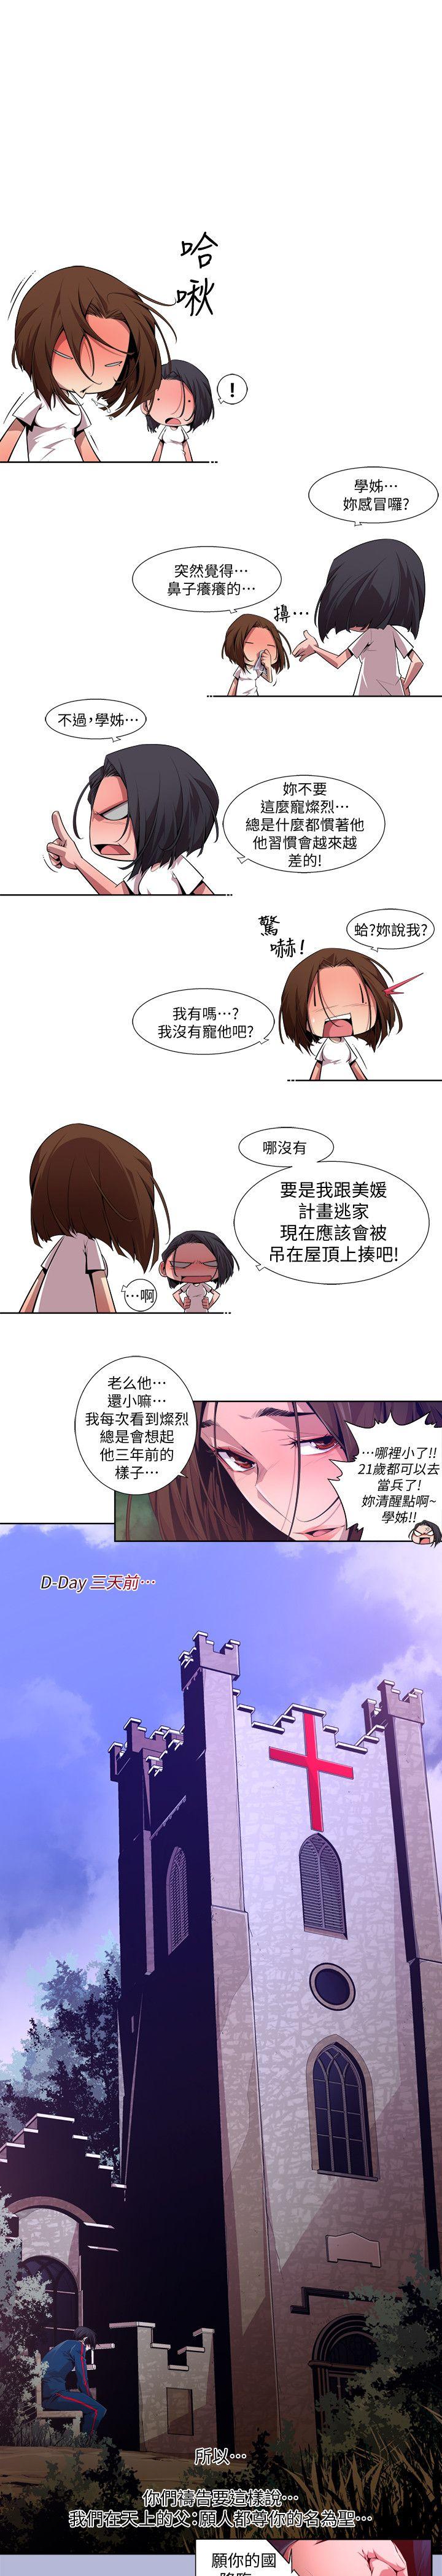 哈
啾
!
學姊…
妳感冒囉?
突然覺得…
鼻子癢癢的…
擤…
不過,學姊…
妳不要
這麼寵燦烈…
總是什麼都慣著他
他習慣會越來越
差的!
驚
嚇!
蛤?妳說我?
我有嗎…?
我沒有寵他吧?
哪沒有
要是我跟美媛
計畫逃家
現在應該會被
吊在屋頂上揍吧!
…啊
老么他…
還小嘛…
我每次看到燦烈
總是會想起
他三年前的
樣子…
…哪裡小了!!
21歲都可以去
當兵了!
妳清醒點啊~
學姊!!
D-Day 三天前…
所以…
你們禱告要這樣說…
我們在天上的父:願人都尊你的名為聖…
願你的國